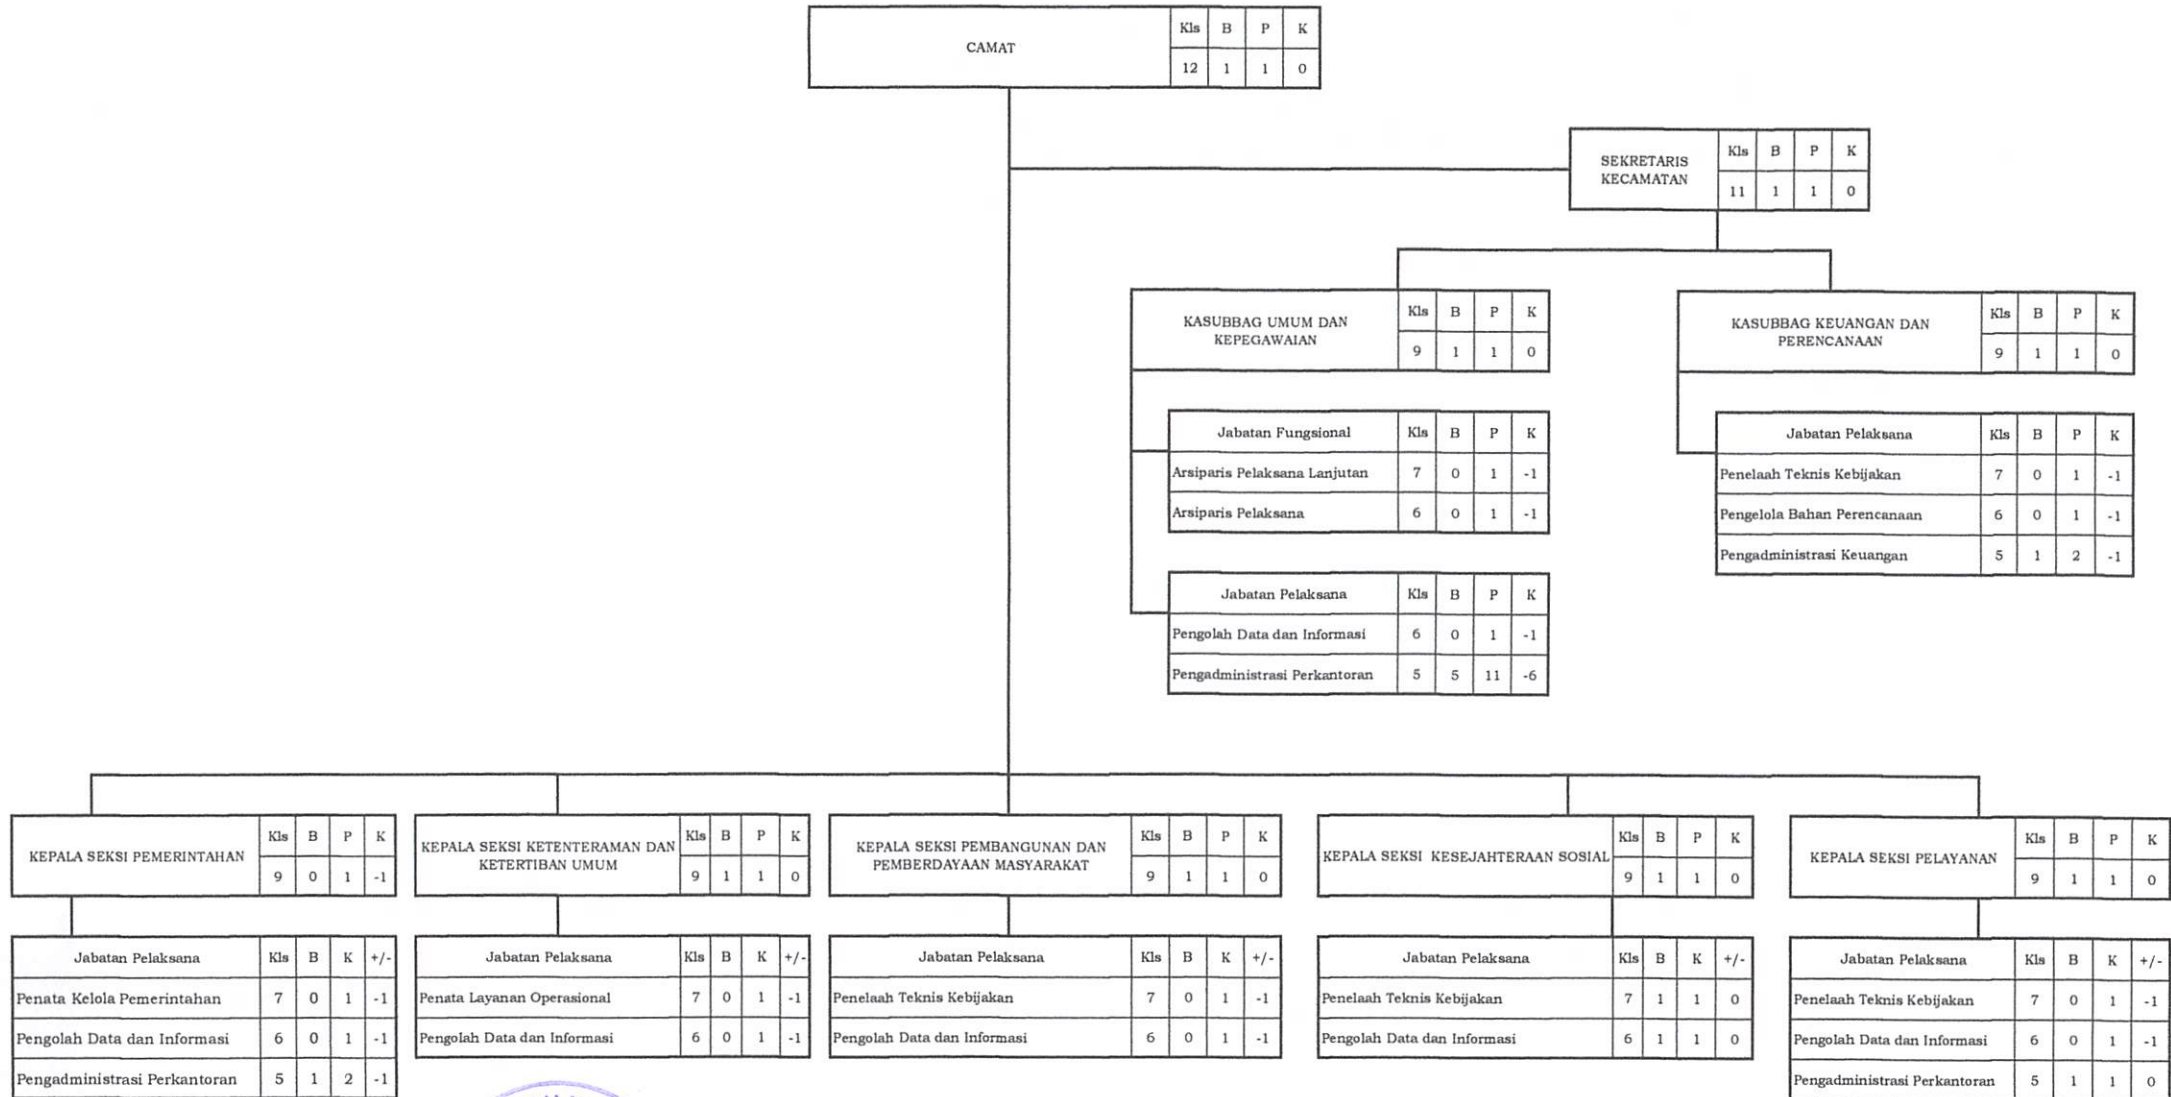 CAMAT Kls B P K
12 1 1 0
SEKRETARIS
KECAMATAN
Kls B P K
11 1 1 0
KASUBBAG UMUM DAN
KEPEGAWAIAN
Kls B P K
9 1 1 0
Jabatan Fungsional Kls B P K
Arsiparis Pelaksana Lanjutan 7 0 1 -1
Arsiparis Pelaksana 6 0 1 -1
Jabatan Pelaksana Kls B P K
Pengolah Data dan Informasi 6 0 1 -1
Pengadministrasi Perkantoran 5 5 11 -6
KASUBBAG KEUANGAN DAN
PERENCANAAN
Kls B P K
9 1 1 0
Jabatan Pelaksana Kls B P K
Penelaah Teknis Kebijakan 7 0 1 -1
Pengelola Bahan Perencanaan 6 0 1 -1
Pengadministrasi Keuangan 5 1 2 -1
KEPALA SEKSI PEMERINTAHAN Kls B P K
9 0 1 -1
Jabatan Pelaksana Kls B K +/-
Penata Kelola Pemerintahan 7 0 1 -1
Pengolah Data dan Informasi 6 0 1 -1
Pengadministrasi Perkantoran 5 1 2 -1
KEPALA SEKSI KETENTERAMAN DAN
KETERTIBAN UMUM
Kls B P K
9 1 1 0
Jabatan Pelaksana Kls B K +/-
Penata Layanan Operasional 7 0 1 -1
Pengolah Data dan Informasi 6 0 1 -1
KEPALA SEKSI PEMBANGUNAN DAN
PEMBERDAYAAN MASYARAKAT
Kls B P K
9 1 1 0
Jabatan Pelaksana Kls B K +/-
Penelaah Teknis Kebijakan 7 0 1 -1
Pengolah Data dan Informasi 6 0 1 -1
KEPALA SEKSI KESEJAHTERAAN SOSIAL Kls B P K
9 1 1 0
Jabatan Pelaksana Kls B K +/-
Penelaah Teknis Kebijakan 7 1 1 0
Pengolah Data dan Informasi 6 1 1 0
KEPALA SEKSI PELAYANAN Kls B P K
9 1 1 0
Jabatan Pelaksana Kls B K +/-
Penelaah Teknis Kebijakan 7 0 1 -1
Pengolah Data dan Informasi 6 0 1 -1
Pengadministrasi Perkantoran 5 1 1 0